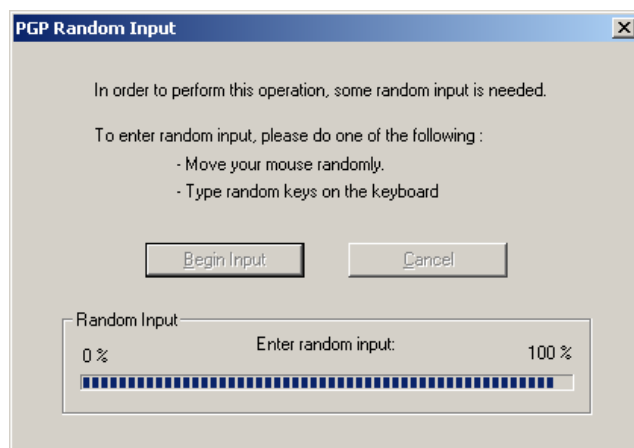 PGP Random Input
In order to perform this operation, some random input is needed.
To enter random input, please do one of the following :
- Move your mouse randomly.
- Type random keys on the keyboard
Begin Input Cancel
Random Input
Enter random input:
0 % 100 %